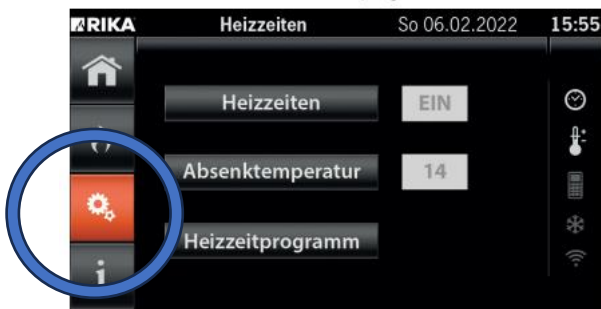 RIKA Heizzeiten So 06.02.2022 15:55
Heizzeiten EIN
Absenktemperatur 14
Heizzeitprogramm
i